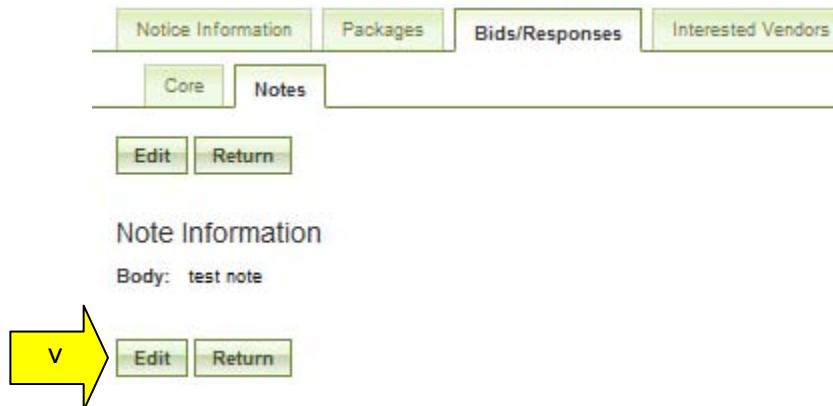 Notice Information Packages Bids/Responses Interested Vendors
Core Notes
Edit Return
Note Information
Body: test note
V Edit Return